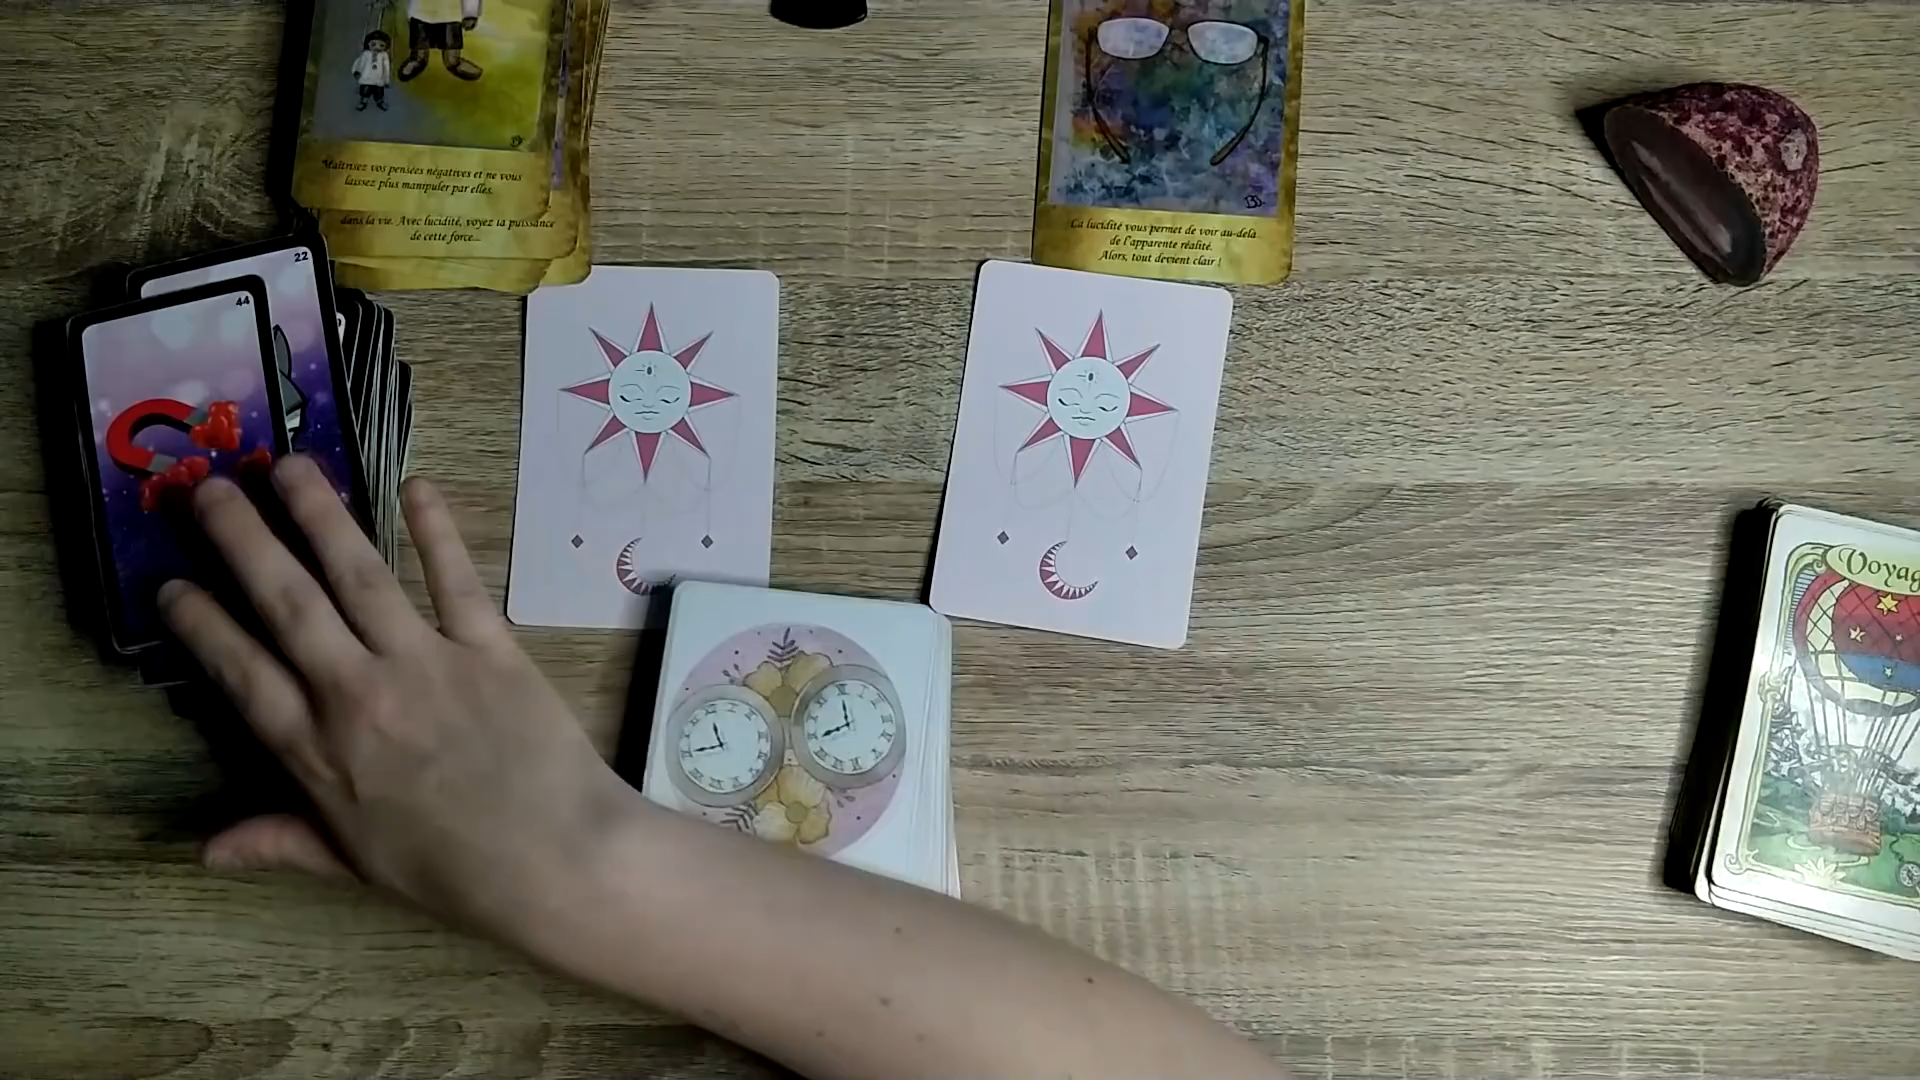 Maîtrisez vos pensées négatives et ne vous
laissez plus manipuler par elles.
dans la vie. Avec lucidité, voyez la puissance
de cette force...
La lucidité vous permet de voir au-delà
de l'apparente réalité.
Alors, tout devient clair !
22
44
Voyag